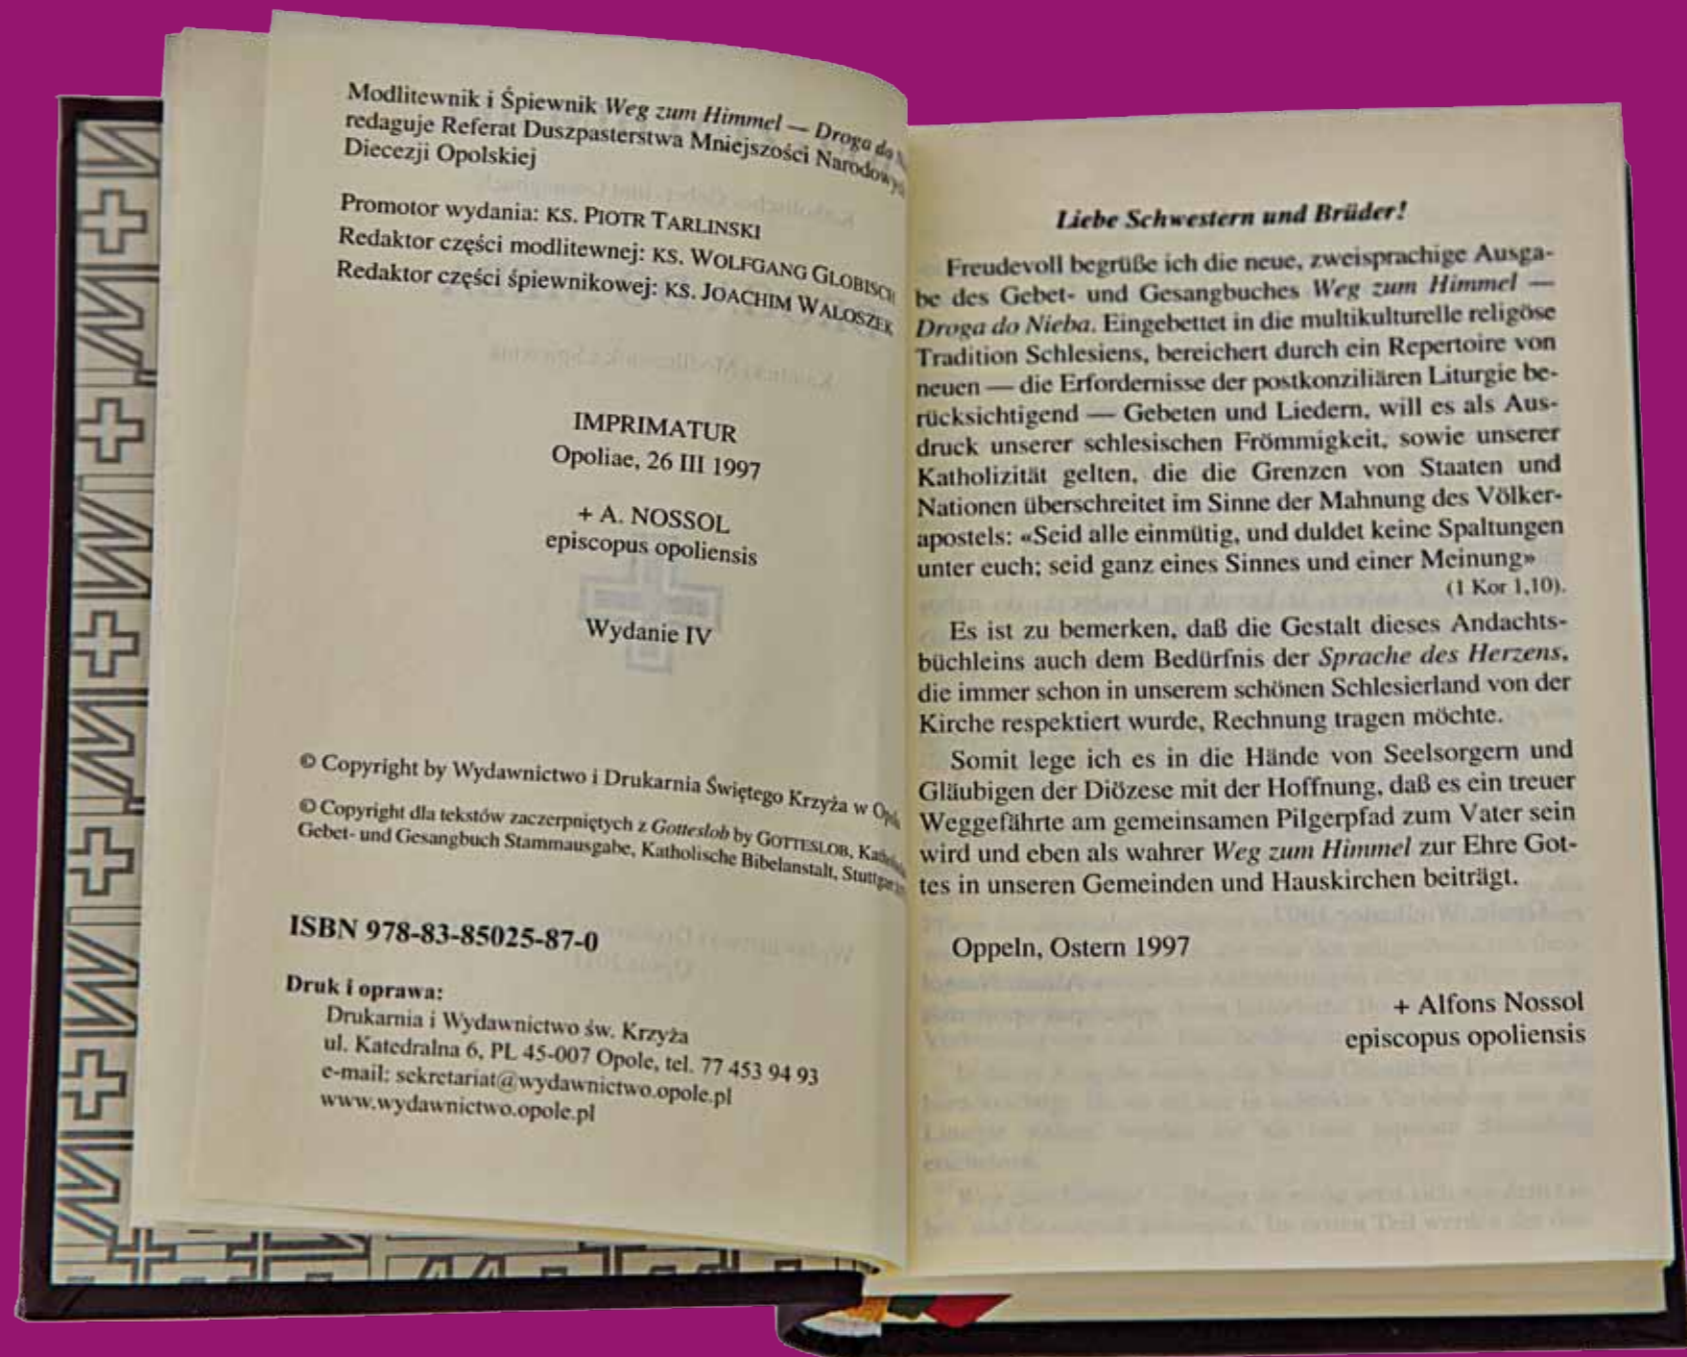 Modlitewnik i Śpiewnik Weg zum Himmel — Droga do
redaguje Referat Duszpasterstwa Mniejszości
Diecezji Opolskiej
Promotor wydania: KS. PIOTR TARLINSKI
Redaktor części modlitewnej: KS. WOLFGANG
Redaktor części śpiewnikowej: KS. JOACHIM WALOSZEK
IMPRIMATUR
Opoliae, 26 III 1997
+ A. NOSSOL
episcopus opoliensis
Wydanie IV
© Copyright by Wydawnictwo i Drukarnia Świętego Krzyża w
© Copyright dla tekstów zaczerpniętych z Gotteslob by GOTTESLOB,
Gebet- und Gesangbuch Stammausgabe, Katholische Bibelanstalt,
ISBN 978-83-85025-87-0
Druk i oprawa:
Drukarnia i Wydawnictwo św. Krzyża
ul. Katedralna 6, PL 45-007 Opole, tel. 77 453 94 93
e-mail: sekretariat@wydawnictwo.opole.pl
www.wydawnictwo.opole.pl
Liebe Schwestern und Brüder!
Freudevoll begrüße ich die neue, zweisprachige Ausga-
be des Gebet- und Gesangbuches Weg zum Himmel —
Droga do Nieba. Eingebettet in die multikulturelle religöse
Tradition Schlesiens, bereichert durch ein Repertoire von
neuen — die Erfordernisse der postkonziliären Liturgie be-
rücksichtigend — Gebeten und Liedern, will es als Aus-
druck unserer schlesischen Frömmigkeit, sowie unserer
Katholizität gelten, die die Grenzen von Staaten und
Nationen überschreitet im Sinne der Mahnung des Völker-
apostels: «Seid alle einmütig, und duldet keine Spaltungen
unter euch; seid ganz eines Sinnes und einer Meinung»
(1 Kor 1,10).
Es ist zu bemerken, daß die Gestalt dieses Andachts-
büchleins auch dem Bedürfnis der Sprache des Herzens,
die immer schon in unserem schönen Schlesierland von der
Kirche respektiert wurde, Rechnung tragen möchte.
Somit lege ich es in die Hände von Seelsorgern und
Gläubigen der Diözese mit der Hoffnung, daß es ein treuer
Weggefährte am gemeinsamen Pilgerpfad zum Vater sein
wird und eben als wahrer Weg zum Himmel zur Ehre Got-
tes in unseren Gemeinden und Hauskirchen beiträgt.
Oppeln, Ostern 1997
+ Alfons Nossol
episcopus opoliensis